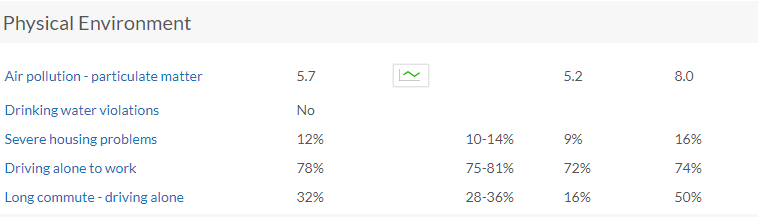 Physical Environment
Air pollution - particulate matter 5.7 5.2 8.0
Drinking water violations No
Severe housing problems 12% 10-14% 9% 16%
Driving alone to work 78% 75-81% 72% 74%
Long commute - driving alone 32% 28-36% 16% 50%